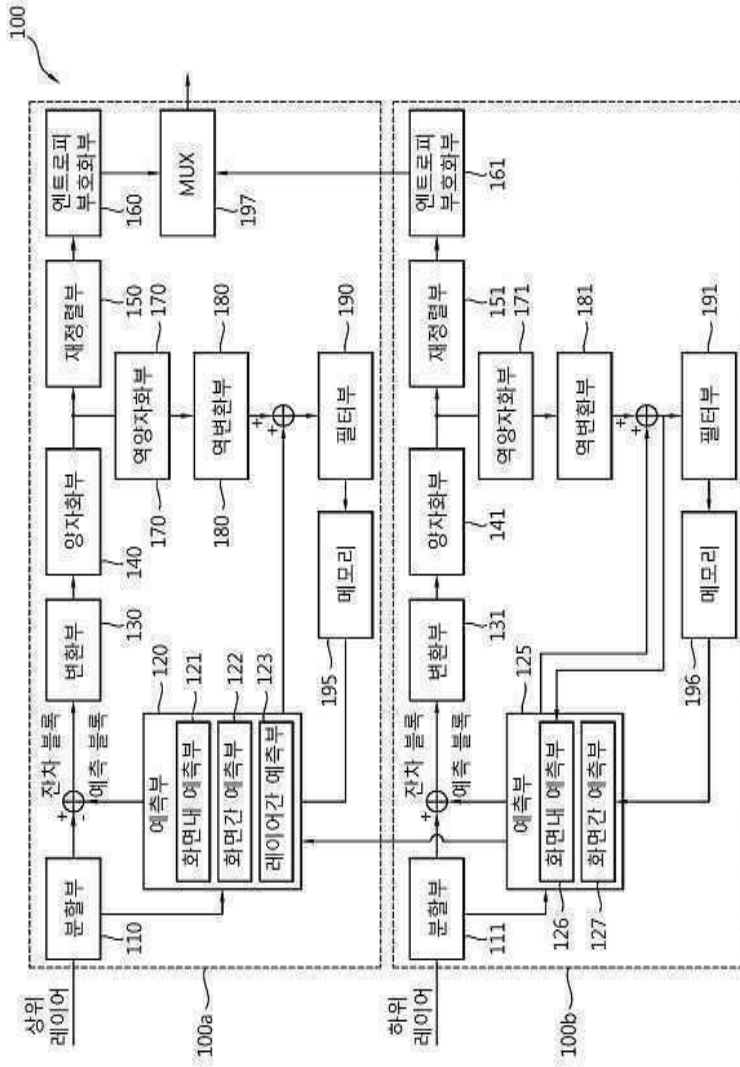 100
상위
레이어
분할부
110
잔차 블록
예측 블록
+
-
변환부
130
양자화부
140
재정렬부
150
엔트로피
부호화부
160
MUX
197
역양자화부
170
170
역변환부
180
180
+
+
필터부
190
메모리
195
예측부
120
화면내 예측부
121
화면간 예측부
122
레이어간 예측부
123
100a
하위
레이어
분할부
111
잔차 블록
예측 블록
+
-
변환부
131
양자화부
141
재정렬부
151
엔트로피
부호화부
161
역양자화부
171
역변환부
181
+
+
필터부
191
메모리
196
예측부
125
화면내 예측부
126
화면간 예측부
127
100b